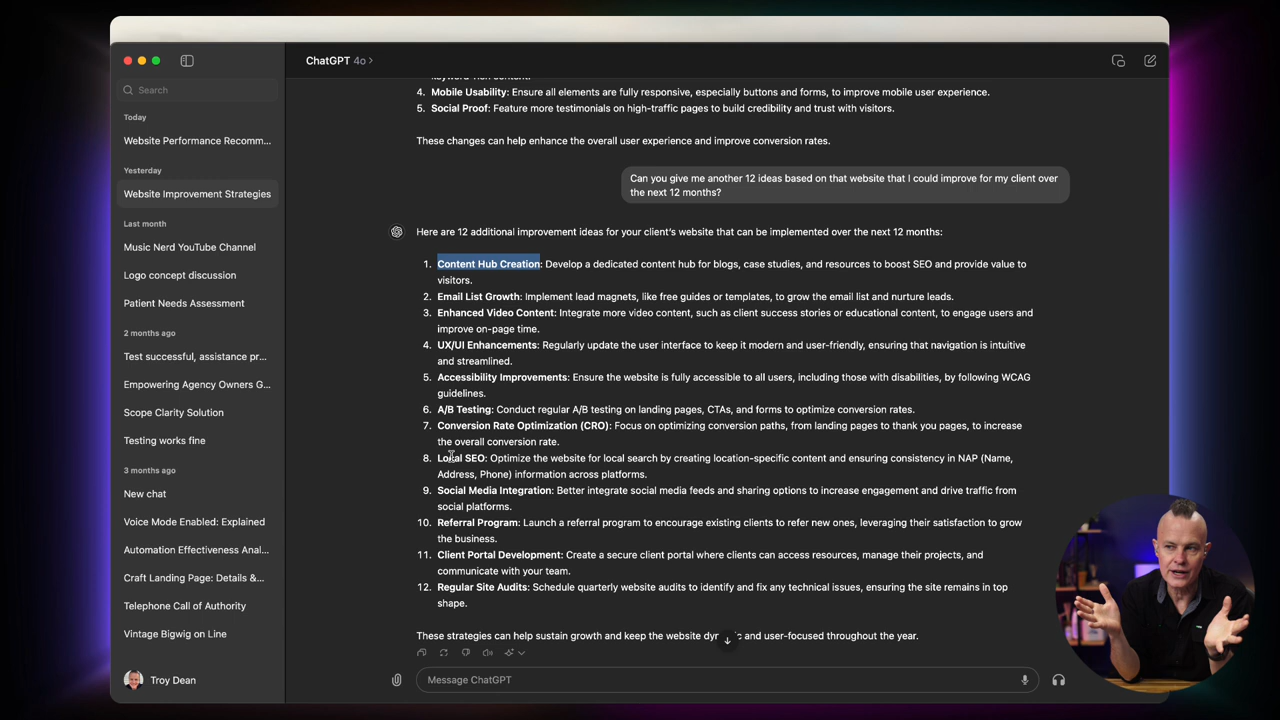 ChatGPT 4o >
Search
Today
Website Performance Recomm...
Yesterday
Website Improvement Strategies
Last month
Music Nerd YouTube Channel
Logo concept discussion
Patient Needs Assessment
2 months ago
Test successful, assistance pr...
Empowering Agency Owners G...
Scope Clarity Solution
Testing works fine
3 months ago
New chat
Voice Mode Enabled: Explained
Automation Effectiveness Anal...
Craft Landing Page: Details &...
Telephone Call of Authority
Vintage Bigwig on Line
Troy Dean
4. Mobile Usability: Ensure all elements are fully responsive, especially buttons and forms, to improve mobile user experience.
5. Social Proof: Feature more testimonials on high-traffic pages to build credibility and trust with visitors.
These changes can help enhance the overall user experience and improve conversion rates.
Can you give me another 12 ideas based on that website that I could improve for my client over
the next 12 months?
Here are 12 additional improvement ideas for your client's website that can be implemented over the next 12 months:
1. Content Hub Creation: Develop a dedicated content hub for blogs, case studies, and resources to boost SEO and provide value to
visitors.
2. Email List Growth: Implement lead magnets, like free guides or templates, to grow the email list and nurture leads.
3. Enhanced Video Content: Integrate more video content, such as client success stories or educational content, to engage users and
improve on-page time.
4. UX/UI Enhancements: Regularly update the user interface to keep it modern and user-friendly, ensuring that navigation is intuitive
and streamlined.
5. Accessibility Improvements: Ensure the website is fully accessible to all users, including those with disabilities, by following WCAG
guidelines.
6. A/B Testing: Conduct regular A/B testing on landing pages, CTAs, and forms to optimize conversion rates.
7. Conversion Rate Optimization (CRO): Focus on optimizing conversion paths, from landing pages to thank you pages, to increase
the overall conversion rate.
8. Local SEO: Optimize the website for local search by creating location-specific content and ensuring consistency in NAP (Name,
Address, Phone) information across platforms.
9. Social Media Integration: Better integrate social media feeds and sharing options to increase engagement and drive traffic from
social platforms.
10. Referral Program: Launch a referral program to encourage existing clients to refer new ones, leveraging their satisfaction to grow
the business.
11. Client Portal Development: Create a secure client portal where clients can access resources, manage their projects, and
communicate with your team.
12. Regular Site Audits: Schedule quarterly website audits to identify and fix any technical issues, ensuring the site remains in top
shape.
These strategies can help sustain growth and keep the website and user-focused throughout the year.
Message ChatGPT